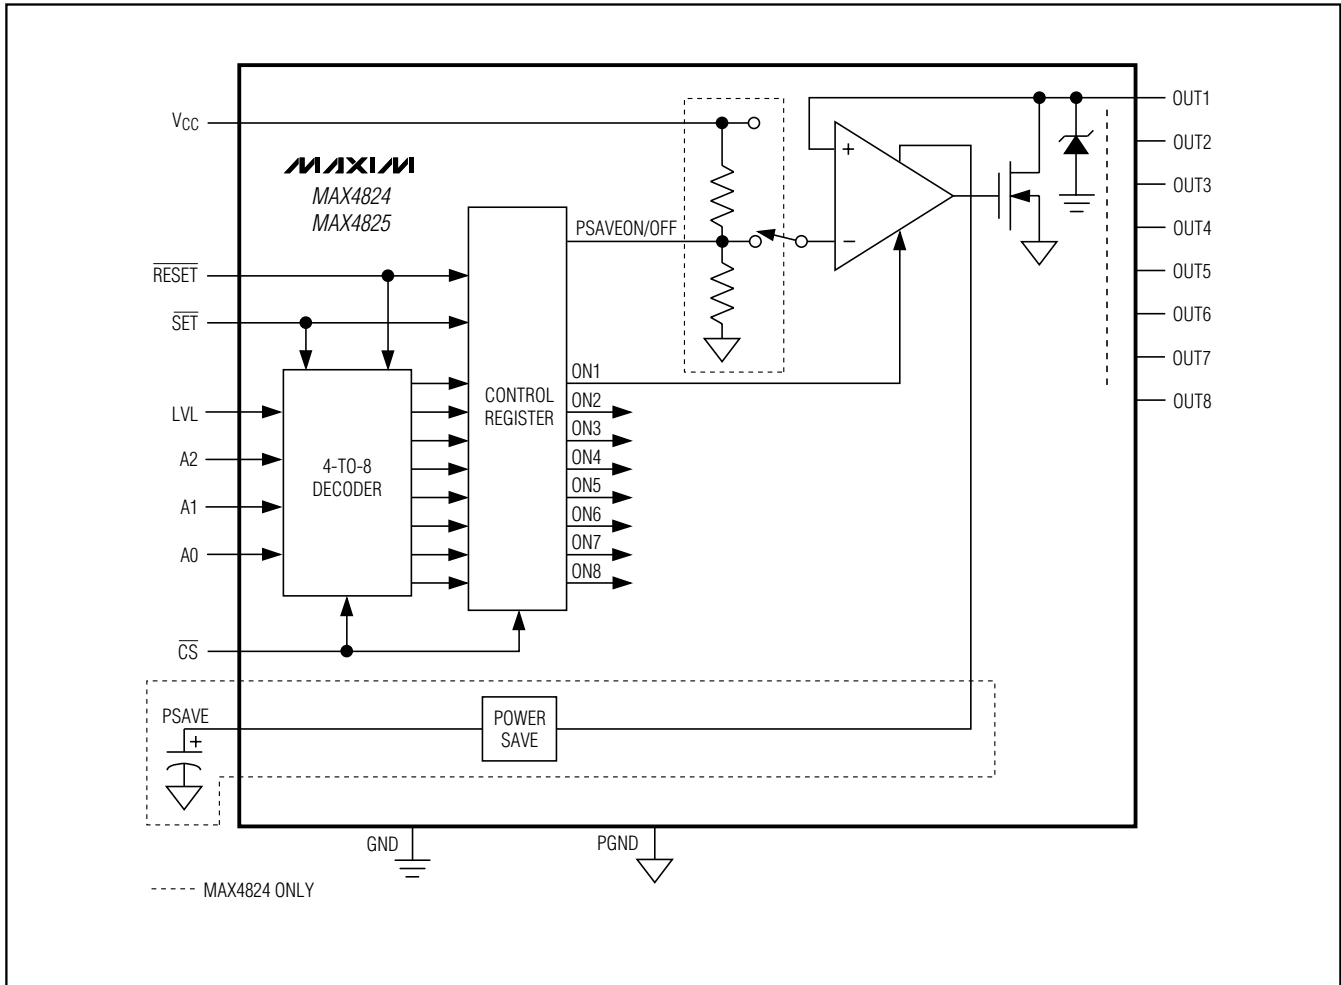 VCC
MAXIM
MAX4824
MAX4825
RESET
SET
LVL
A2
A1
A0
CS
4-TO-8
DECODER
CONTROL
REGISTER
PSAVEON/OFF
ON1
ON2
ON3
ON4
ON5
ON6
ON7
ON8
+
−
OUT1
OUT2
OUT3
OUT4
OUT5
OUT6
OUT7
OUT8
PSAVE
+
POWER
SAVE
GND
PGND
MAX4824 ONLY